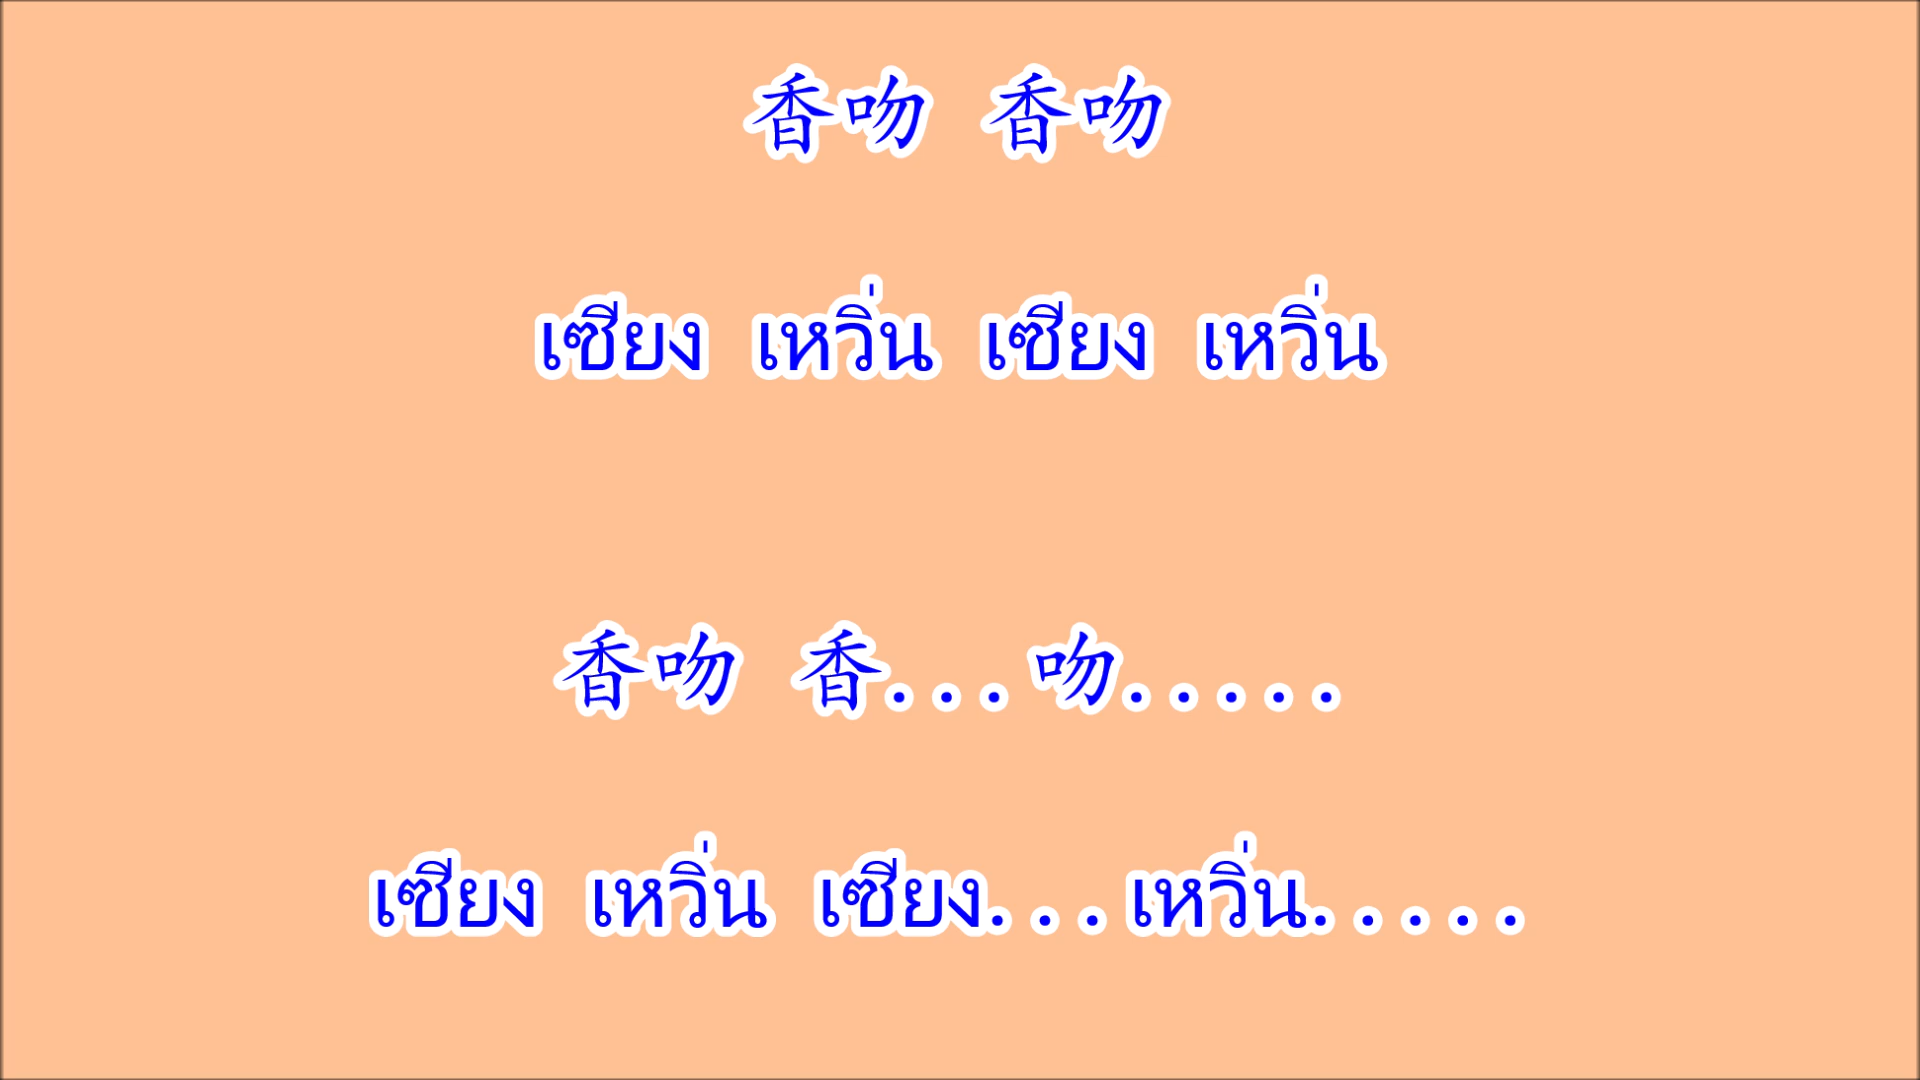 香吻 香吻
เซียง เหวิ่น เซียง เหวิ่น
香吻 香...吻.....
เซียง เหวิ่น เซียง...เหวิ่น.....